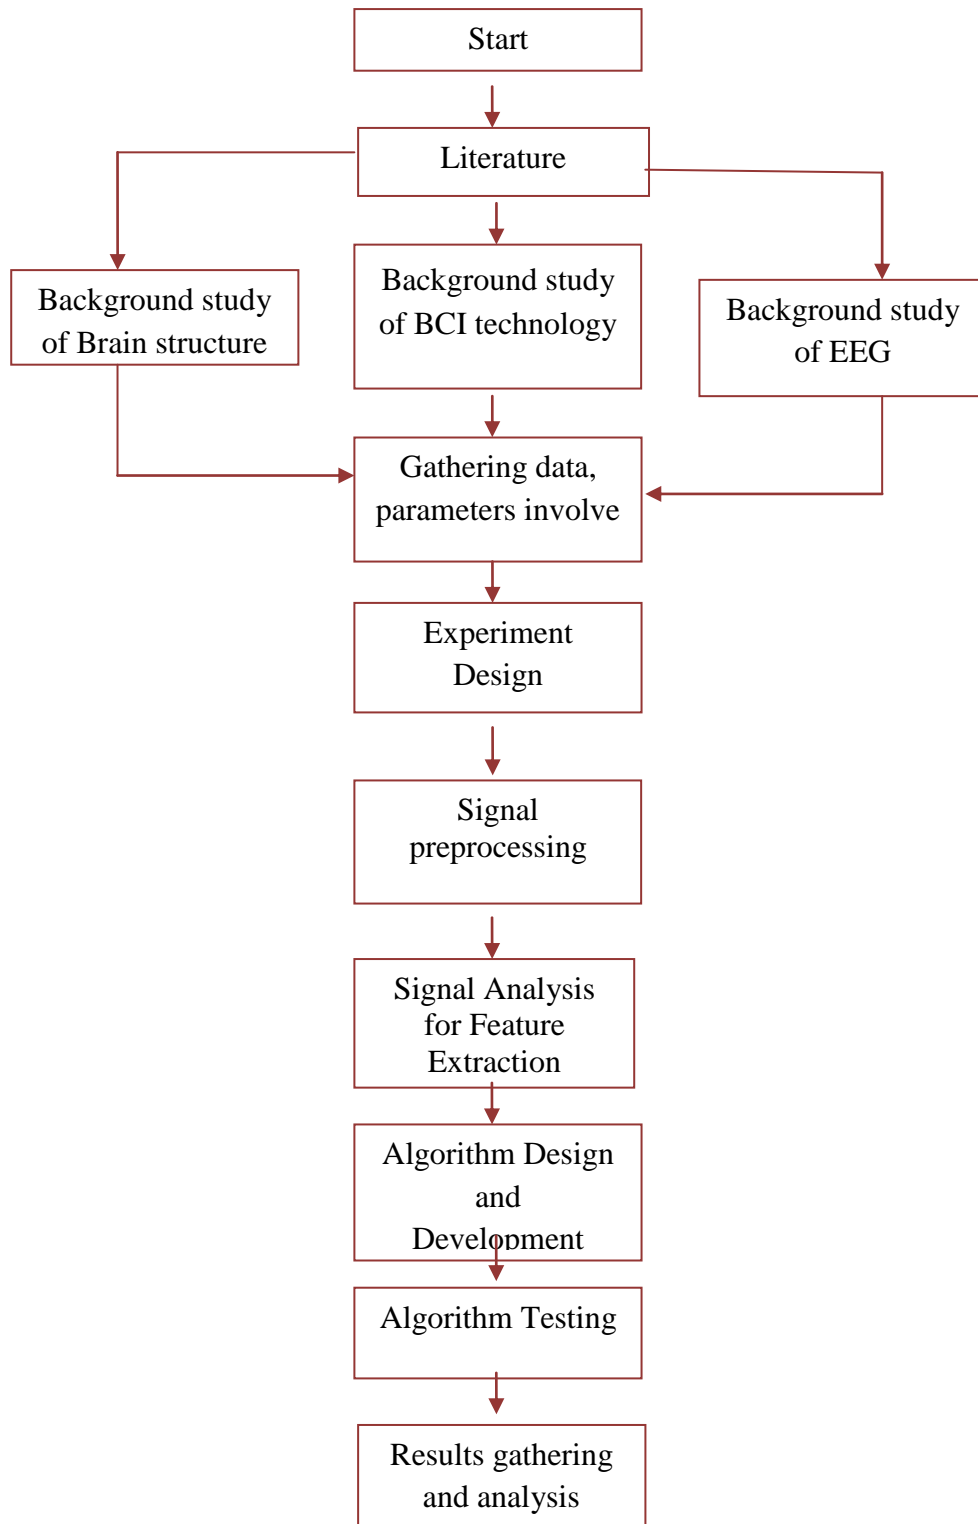 Start
Literature
Background study
of Brain structure
Background study
of BCI technology
Background study
of EEG
Gathering data,
parameters involve
Experiment
Design
Signal
preprocessing
Signal Analysis
for Feature
Extraction
Algorithm Design
and
Development
Algorithm Testing
Results gathering
and analysis